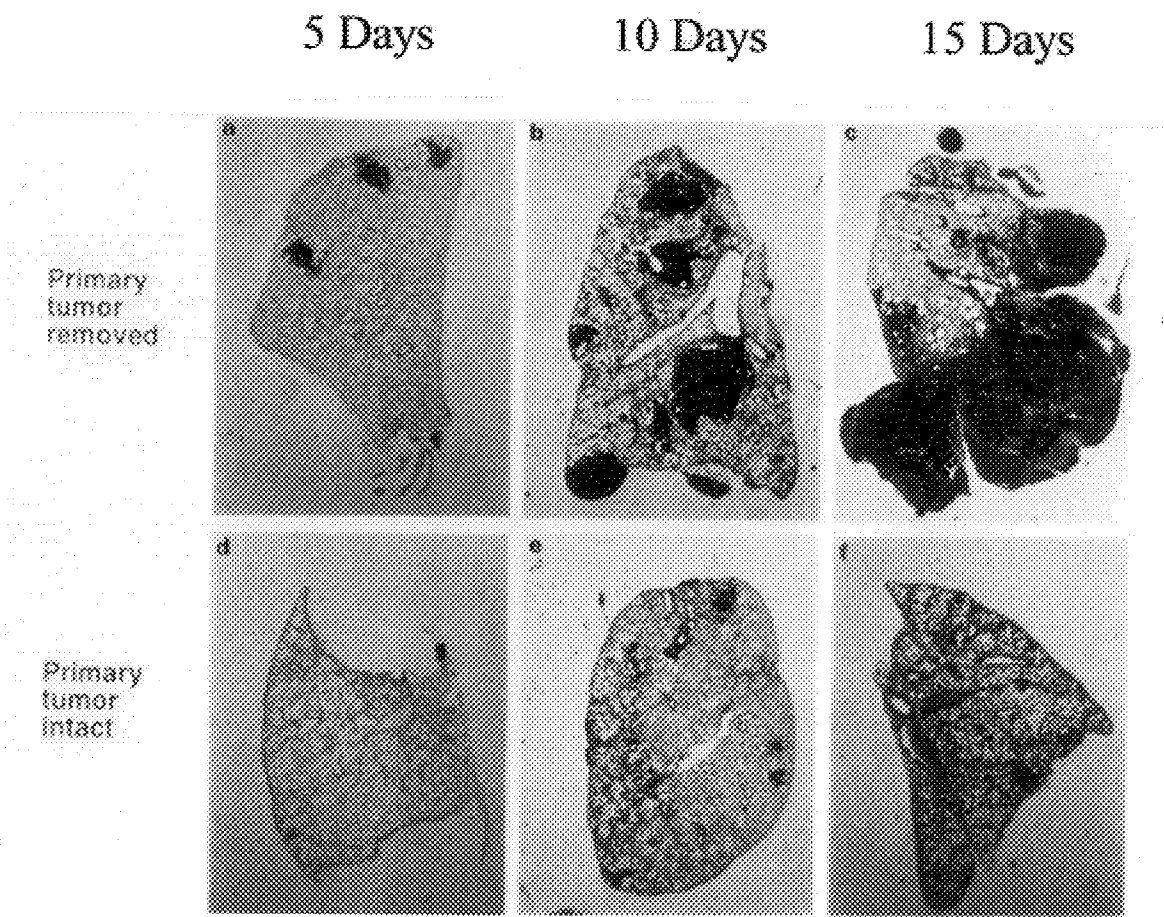 5 Days
10 Days
15 Days
a
b
c
Primary
tumor
removed
d
e
f
Primary
tumor
intact